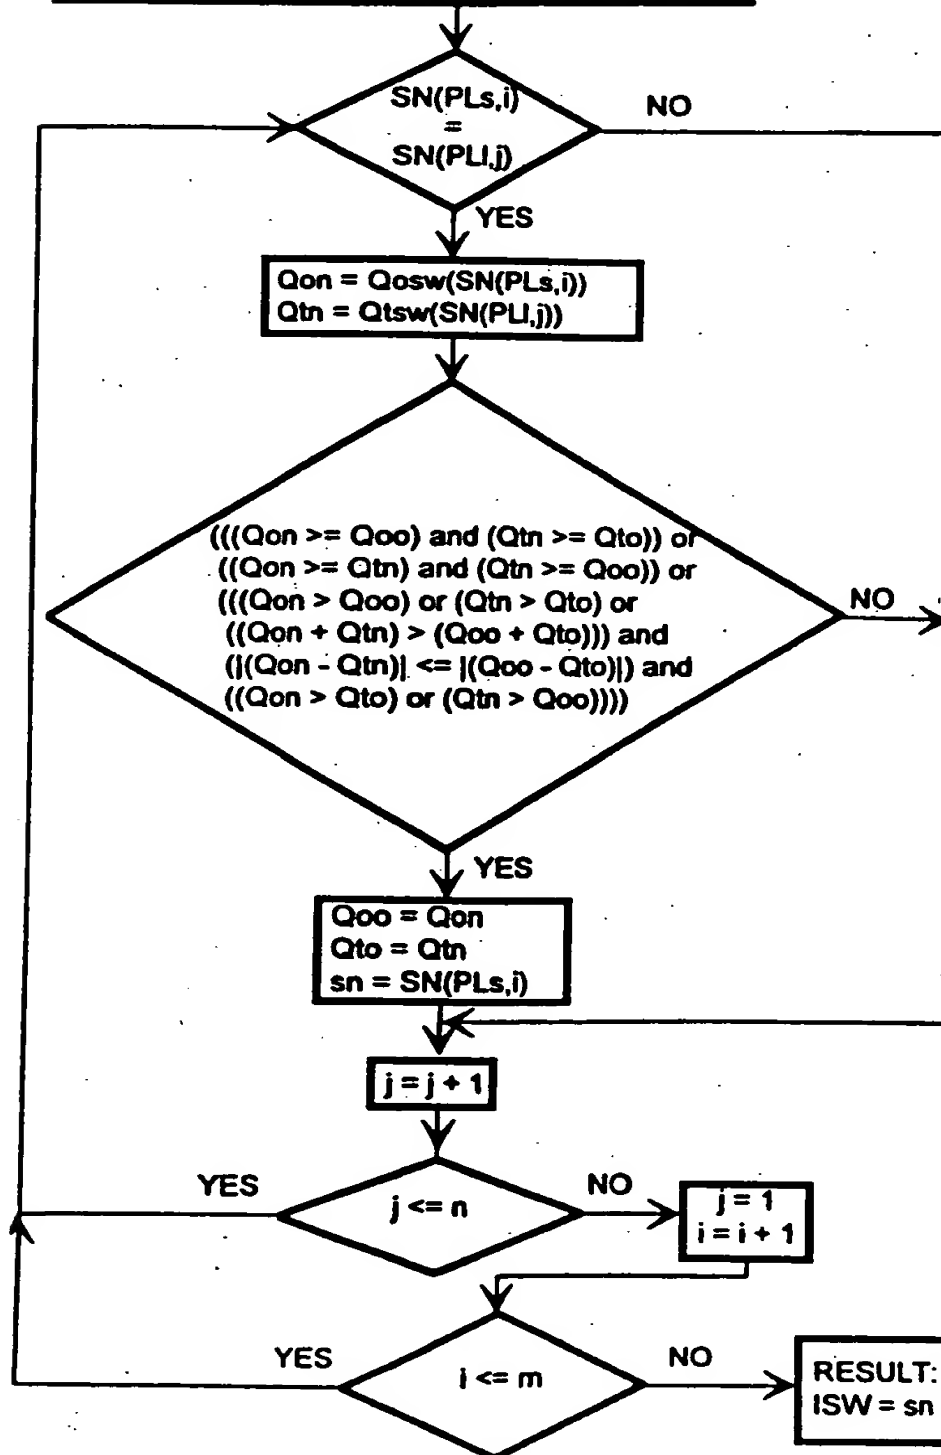 SN(PLs,i)
=
SN(PLl,j)
NO
YES
Qon = Qosw(SN(PLs,i))
Qtn = Qtsw(SN(PLl,j))
(((Qon >= Qoo) and (Qtn >= Qto)) or
((Qon >= Qtn) and (Qtn >= Qoo)) or
(((Qon > Qoo) or (Qtn > Qto) or
((Qon + Qtn) > (Qoo + Qto))) and
(|(Qon - Qtn)| <= |(Qoo - Qto)|) and
((Qon > Qto) or (Qtn > Qoo))))
NO
YES
Qoo = Qon
Qto = Qtn
sn = SN(PLs,i)
j = j + 1
YES
j <= n
NO
j = 1
i = i + 1
YES
i <= m
NO
RESULT:
ISW = sn